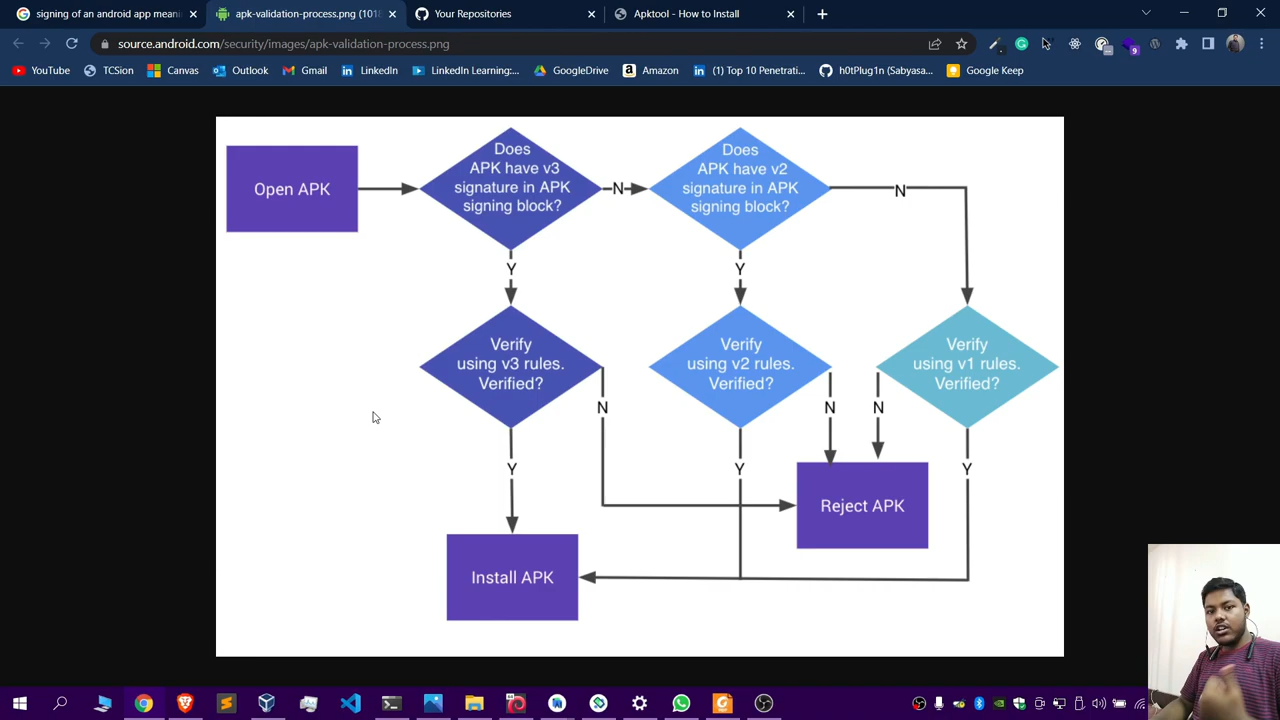 signing of an android app meani
apk-validation-process.png (1018
Your Repositories
Apktool - How to Install
source.android.com/security/images/apk-validation-process.png
9
YouTube
TCSion
Canvas
Outlook
Gmail
LinkedIn
LinkedIn Learning:...
GoogleDrive
Amazon
(1) Top 10 Penetrati...
h0tPlug1n (Sabyasa...
Google Keep
Open APK
Does
APK have v3
signature in APK
signing block?
N
Does
APK have v2
signature in APK
signing block?
N
Y
Y
Verify
using v3 rules.
Verified?
Verify
using v2 rules.
Verified?
Verify
using v1 rules.
Verified?
N
N
N
Y
Y
Y
Reject APK
Install APK